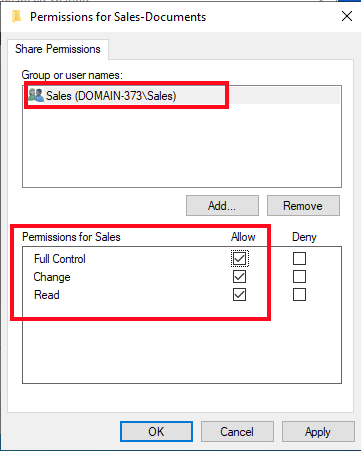 Permissions for Sales-Documents
Share Permissions
Group or user names:
Sales (DOMAIN-373\Sales)
Add...
Remove
Permissions for Sales Allow Deny
Full Control
Change
Read
OK
Cancel
Apply